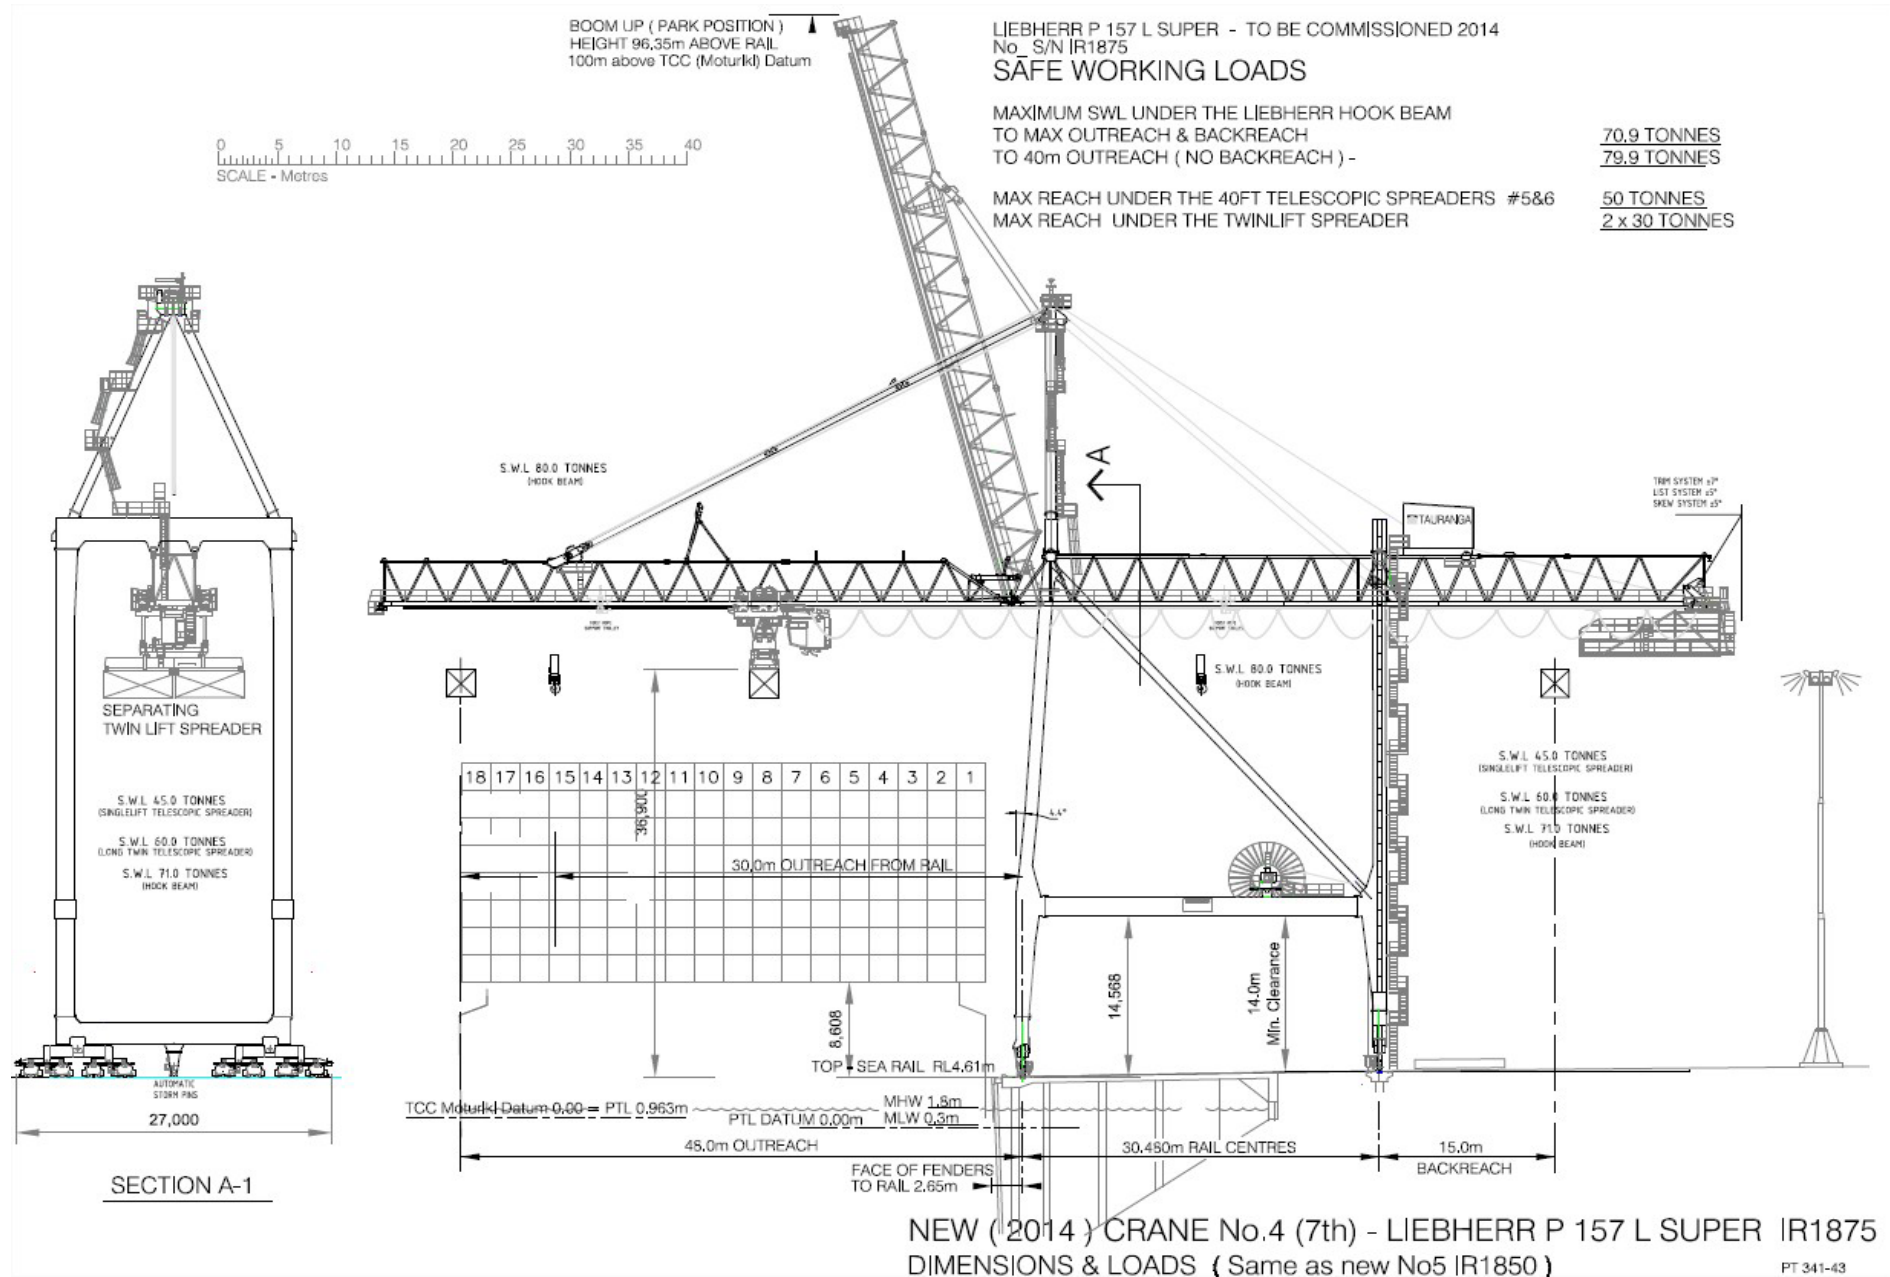 BOOM UP ( PARK POSITION )
HEIGHT 96.35m ABOVE RAIL
100m above TCC (Moturiki) Datum
LIEBHERR P 157 L SUPER - TO BE COMMISSIONED 2014
No_ S/N IR1875
SAFE WORKING LOADS
MAXIMUM SWL UNDER THE LIEBHERR HOOK BEAM
TO MAX OUTREACH & BACKREACH 70.9 TONNES
TO 40m OUTREACH ( NO BACKREACH ) - 79.9 TONNES
MAX REACH UNDER THE 40FT TELESCOPIC SPREADERS #5&6 50 TONNES
MAX REACH UNDER THE TWINLIFT SPREADER 2 x 30 TONNES
0 5 10 15 20 25 30 35 40
SCALE - Metres
S.W.L 80.0 TONNES
(HOOK BEAM)
A
TRIM SYSTEM ±7°
LIST SYSTEM ±5°
SKEW SYSTEM ±5°
TAURANGA
S.W.L 80.0 TONNES
(HOOK BEAM)
SEPARATING
TWIN LIFT SPREADER
S.W.L 45.0 TONNES
(SINGLELIFT TELESCOPIC SPREADER)
S.W.L 60.0 TONNES
(LONG TWIN TELESCOPIC SPREADER)
S.W.L 71.0 TONNES
(HOOK BEAM)
18 17 16 15 14 13 12 11 10 9 8 7 6 5 4 3 2 1
36,900
4.4°
30.0m OUTREACH FROM RAIL
S.W.L 45.0 TONNES
(SINGLELIFT TELESCOPIC SPREADER)
S.W.L 60.0 TONNES
(LONG TWIN TELESCOPIC SPREADER)
S.W.L 71.0 TONNES
(HOOK BEAM)
14,568
14.0m
Min. Clearance
8,608
TOP - SEA RAIL RL4.61m
AUTOMATIC
STORM PINS
27,000
TCC Moturiki Datum 0.00 = PTL 0.963m
MHW 1.8m
PTL DATUM 0.00m
MLW 0.3m
48.0m OUTREACH
30.480m RAIL CENTRES
15.0m
BACKREACH
FACE OF FENDERS
TO RAIL 2.65m
SECTION A-1
NEW ( 2014 ) CRANE No.4 (7th) - LIEBHERR P 157 L SUPER IR1875
DIMENSIONS & LOADS ( Same as new No5 IR1850 )
PT 341-43